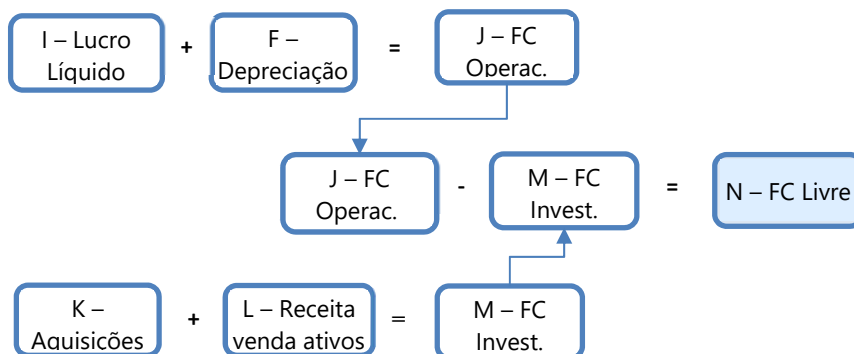 I – Lucro
Líquido
+
F –
Depreciação
=
J – FC
Operac.
J – FC
Operac.
-
M – FC
Invest.
=
N – FC Livre
K –
Aquisições
+
L – Receita
venda ativos
=
M – FC
Invest.